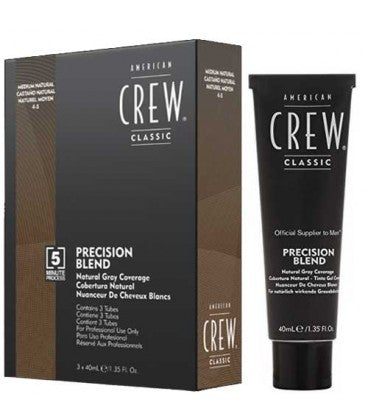 MEDIUM NATURAL
CASTAÑO NATURAL
NATUREL MOYEN
4-5
AMERICAN
CREW
CLASSIC
5
MINUTE
PROCESS
PRECISION
BLEND
Natural Gray Coverage
Cobertura Natural
Nuanceur De Cheveux Blancs
Contains 3 Tubes
Contiene 3 Tubos
Contient 3 Tubes
For Professional Use Only
Para Uso Profesional
Réservé Aux Professionnels
3 x 40mL℮/1.35 Fl. Oz.
AMERICAN
CREW
CLASSIC
Official Supplier to Men
PRECISION
BLEND
Natural Gray Coverage
Cobertura Natural - Tinte Gel
Nuanceur De Cheveux Blancs
Für natürlich wirkende
40mL℮/1.35 Fl. Oz.